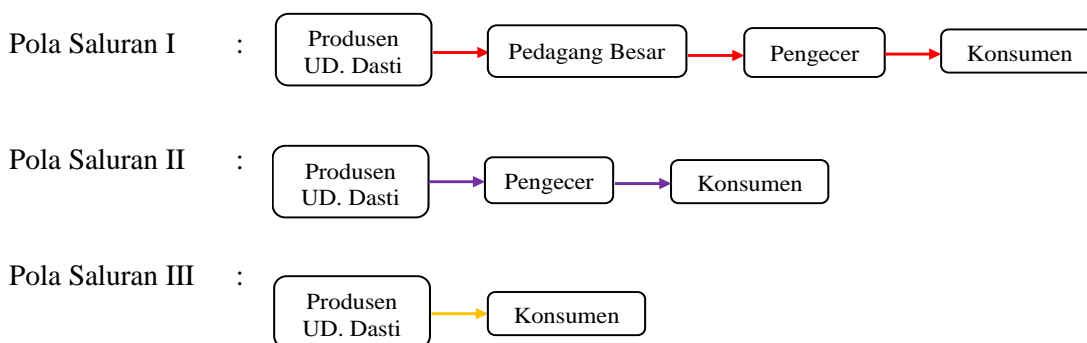 Pola Saluran I : Produsen UD. Dasti Pedagang Besar Pengecer Konsumen
Pola Saluran II : Produsen UD. Dasti Pengecer Konsumen
Pola Saluran III : Produsen UD. Dasti Konsumen